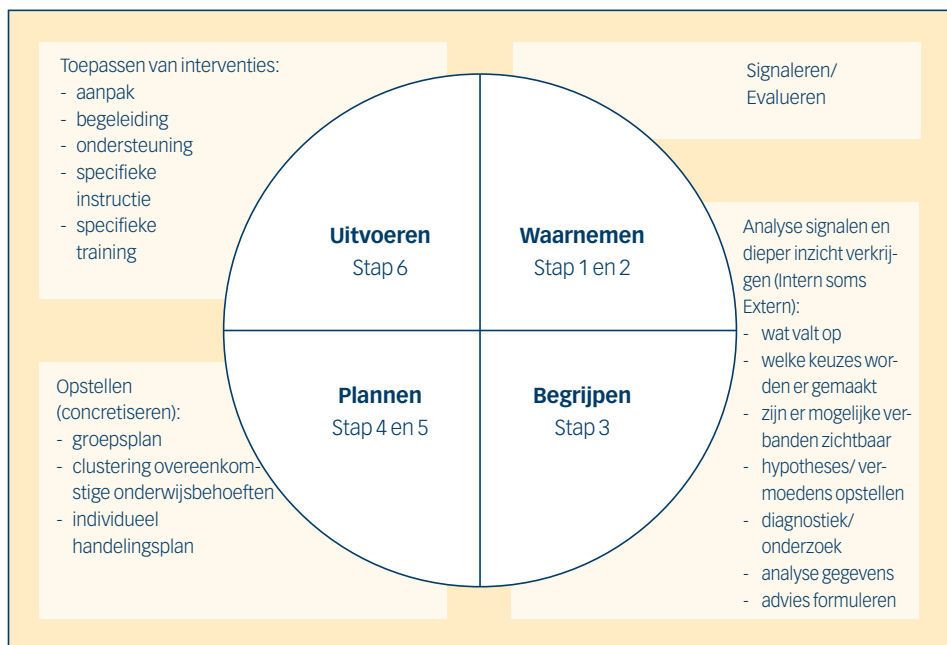 Toepassen van interventies:
- aanpak
- begeleiding
- ondersteuning
- specifieke
instructie
- specifieke
training
Signaleren/
Evalueren
Uitvoeren
Stap 6
Waarnemen
Stap 1 en 2
Analyse signalen en
dieper inzicht verkrij-
gen (Intern soms
Extern):
- wat valt op
- welke keuzes wor-
den er gemaakt
- zijn er mogelijke ver-
banden zichtbaar
- hypotheses/ ver-
moedens opstellen
- diagnostiek/
onderzoek
- analyse gegevens
- advies formuleren
Opstellen
(concretiseren):
- groepsplan
- clustering overeenkom-
stige onderwijsbehoeften
- individueel
handelingsplan
Plannen
Stap 4 en 5
Begrijpen
Stap 3